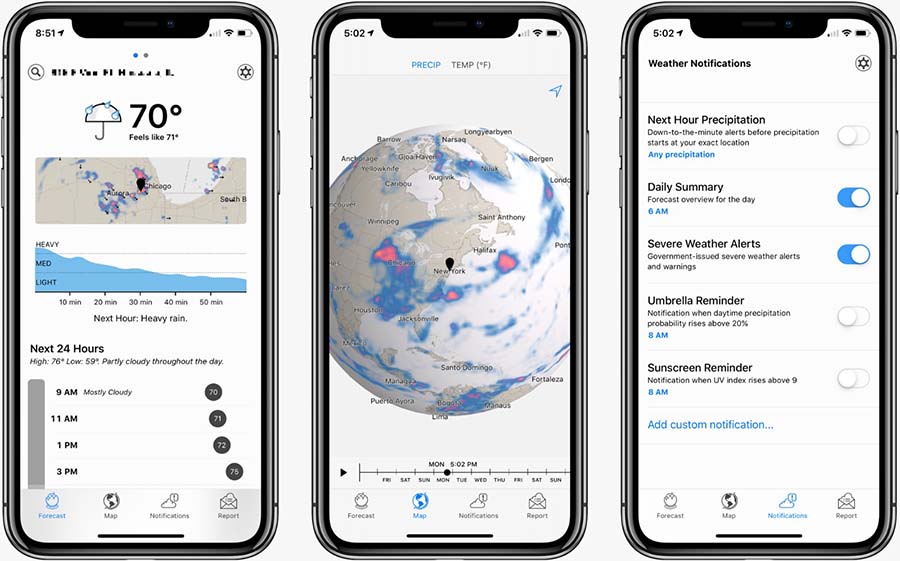 8:51
70°
Feels like 71°
Chicago
Aurora
South B
HEAVY
MED
LIGHT
10 min 20 min 30 min 40 min 50 min
Next Hour: Heavy rain.
Next 24 Hours
High: 76° Low: 59°. Partly cloudy throughout the day.
9 AM Mostly Cloudy 70
11 AM 71
1 PM 72
3 PM 75
Forecast Map Notifications Report
5:02
PRECIP TEMP (°F)
Longyearbyen
Barrow Narsaq
Anchorage Gjoa Haven Bergen
Yellowknife Ivugivik Nuuk
Caribou Londo
ncouver
Winnipeg Saint Anthony
Halifax Pont
Chicago
New York
Houston
Jacksonville
Mexico
Santo Domingo
Managua Fortaleza
Puerto Ayora Bogota Manaus
Lima
MON 5:02 PM
FRI SAT SUN MON TUE WED THU FRI SAT SUN
Forecast Map Notifications Report
5:02
Weather Notifications
Next Hour Precipitation
Down-to-the-minute alerts before precipitation
starts at your exact location
Any precipitation
Daily Summary
Forecast overview for the day
6 AM
Severe Weather Alerts
Government-issued severe weather alerts
and warnings
Umbrella Reminder
Notification when daytime precipitation
probability rises above 20%
8 AM
Sunscreen Reminder
Notification when UV index rises above 9
8 AM
Add custom notification...
Forecast Map Notifications Report